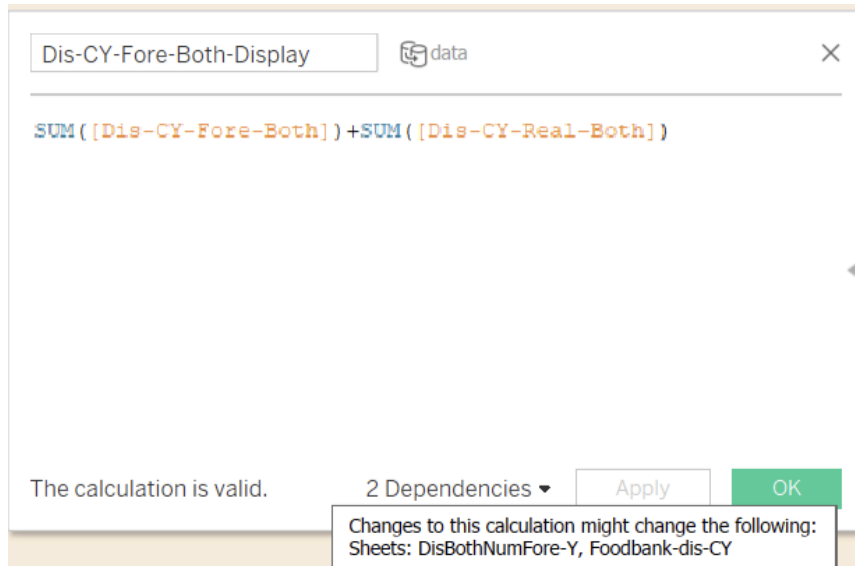 Dis-CY-Fore-Both-Display
data
SUM([Dis-CY-Fore-Both])+SUM([Dis-CY-Real-Both])
The calculation is valid.
2 Dependencies
Apply
OK
Changes to this calculation might change the following:
Sheets: DisBothNumFore-Y, Foodbank-dis-CY